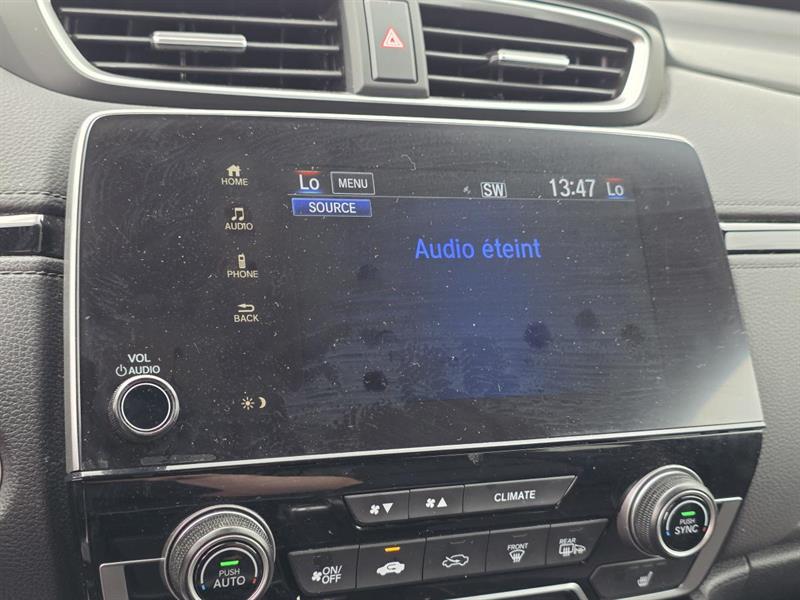 HOME
AUDIO
PHONE
BACK
VOL
AUDIO
Lo MENU SW 13:47 Lo
SOURCE
Audio éteint
CLIMATE
PUSH
AUTO
ON/
OFF
FRONT
REAR
PUSH
SYNC